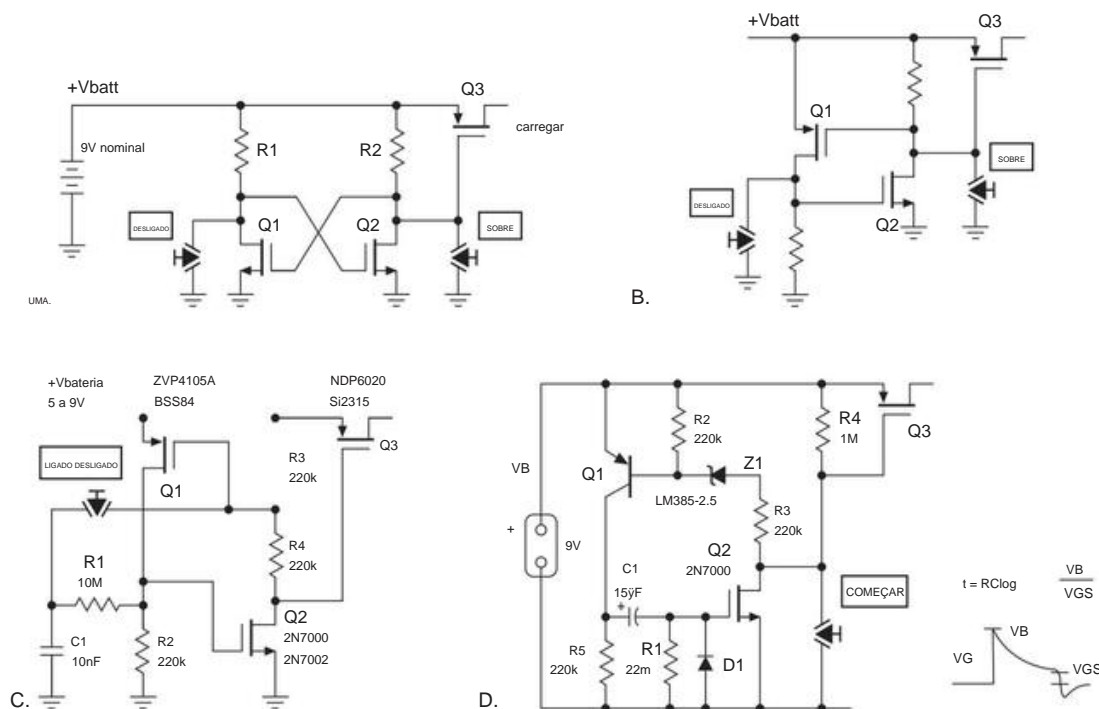 +Vbatt
9V nominal
R1
R2
Q3
carregar
DESLIGADO
Q1
Q2
SOBRE
UMA.
+Vbatt
Q3
Q1
SOBRE
DESLIGADO
Q2
B.
+Vbateria
5 a 9V
ZVP4105A
BSS84
NDP6020
Si2315
Q3
LIGADO DESLIGADO
Q1
R3
220k
R4
220k
R1
10M
C1
10nF
R2
220k
Q2
2N7000
2N7002
C.
VB
+
9V
Q1
R2
220k
Z1
LM385-2.5
R3
220k
R4
1M
Q3
Q2
2N7000
C1
15ÿF
+
R5
220k
R1
22m
D1
COMEÇAR
D.
t = RClog VB
VGS
VG
VB
VGS